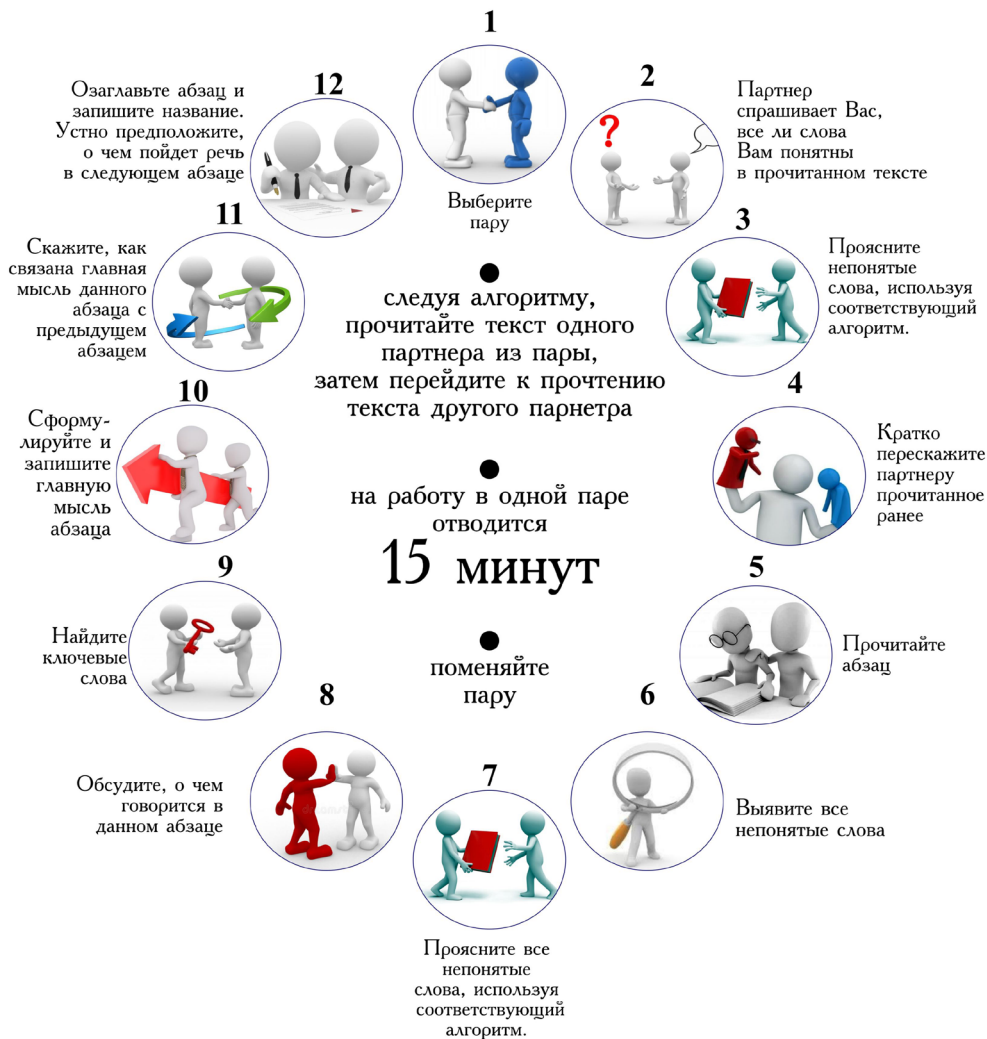 1
Выберите
пару
2
Партнер
спрашивает Вас,
все ли слова
Вам понятны
в прочитанном тексте
3
Проясните
непонятые
слова, используя
соответствующий
алгоритм.
4
Кратко
перескажите
партнеру
прочитанное
ранее
5
Прочитайте
абзац
6
Выявите все
непонятые слова
7
Проясните все
непонятые
слова, используя
соответствующий
алгоритм.
8
Обсудите, о чем
говорится в
данном абзаце
9
Найдите
ключевые
слова
10
Сформу-
лируйте и
запишите
главную
мысль
абзаца
11
Скажите, как
связана главная
мысль данного
абзаца с
предыдущем
абзацем
12
Озаглавьте абзац и
запишите название.
Устно предположите,
о чем пойдет речь
в следующем абзаце
?
следуя алгоритму,
прочитайте текст одного
партнера из пары,
затем перейдите к прочтению
текста другого парнетра
на работу в одной паре
отводится
15 минут
поменяйте
пару